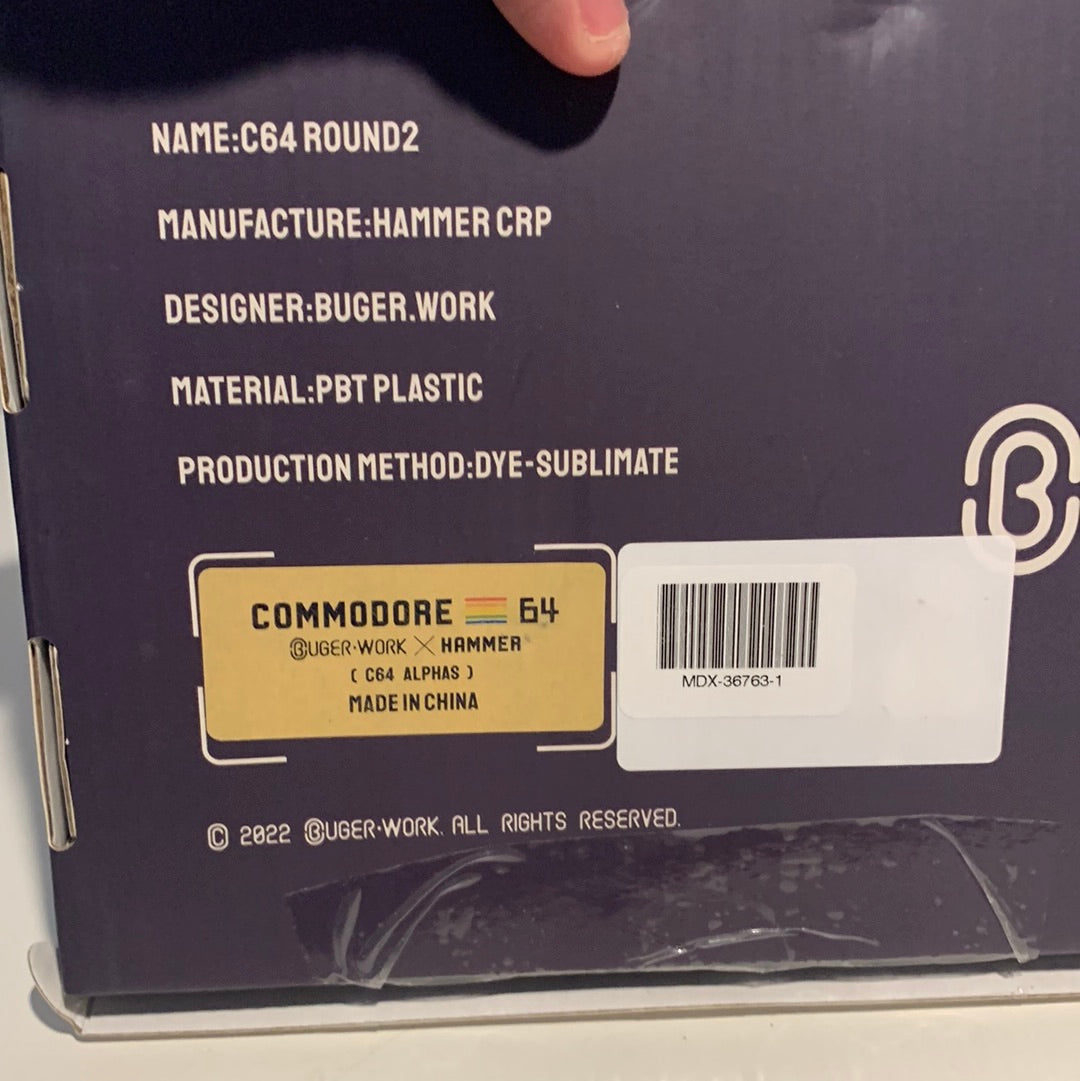 NAME:C64 ROUND2
MANUFACTURE:HAMMER CRP
DESIGNER:BUGER.WORK
MATERIAL:PBT PLASTIC
PRODUCTION METHOD:DYE-SUBLIMATE
B
COMMODORE 64
BUGER·WORK X HAMMER
( C64 ALPHAS )
MADE IN CHINA
MDX-36763-1
© 2022 BUGER·WORK. ALL RIGHTS RESERVED.